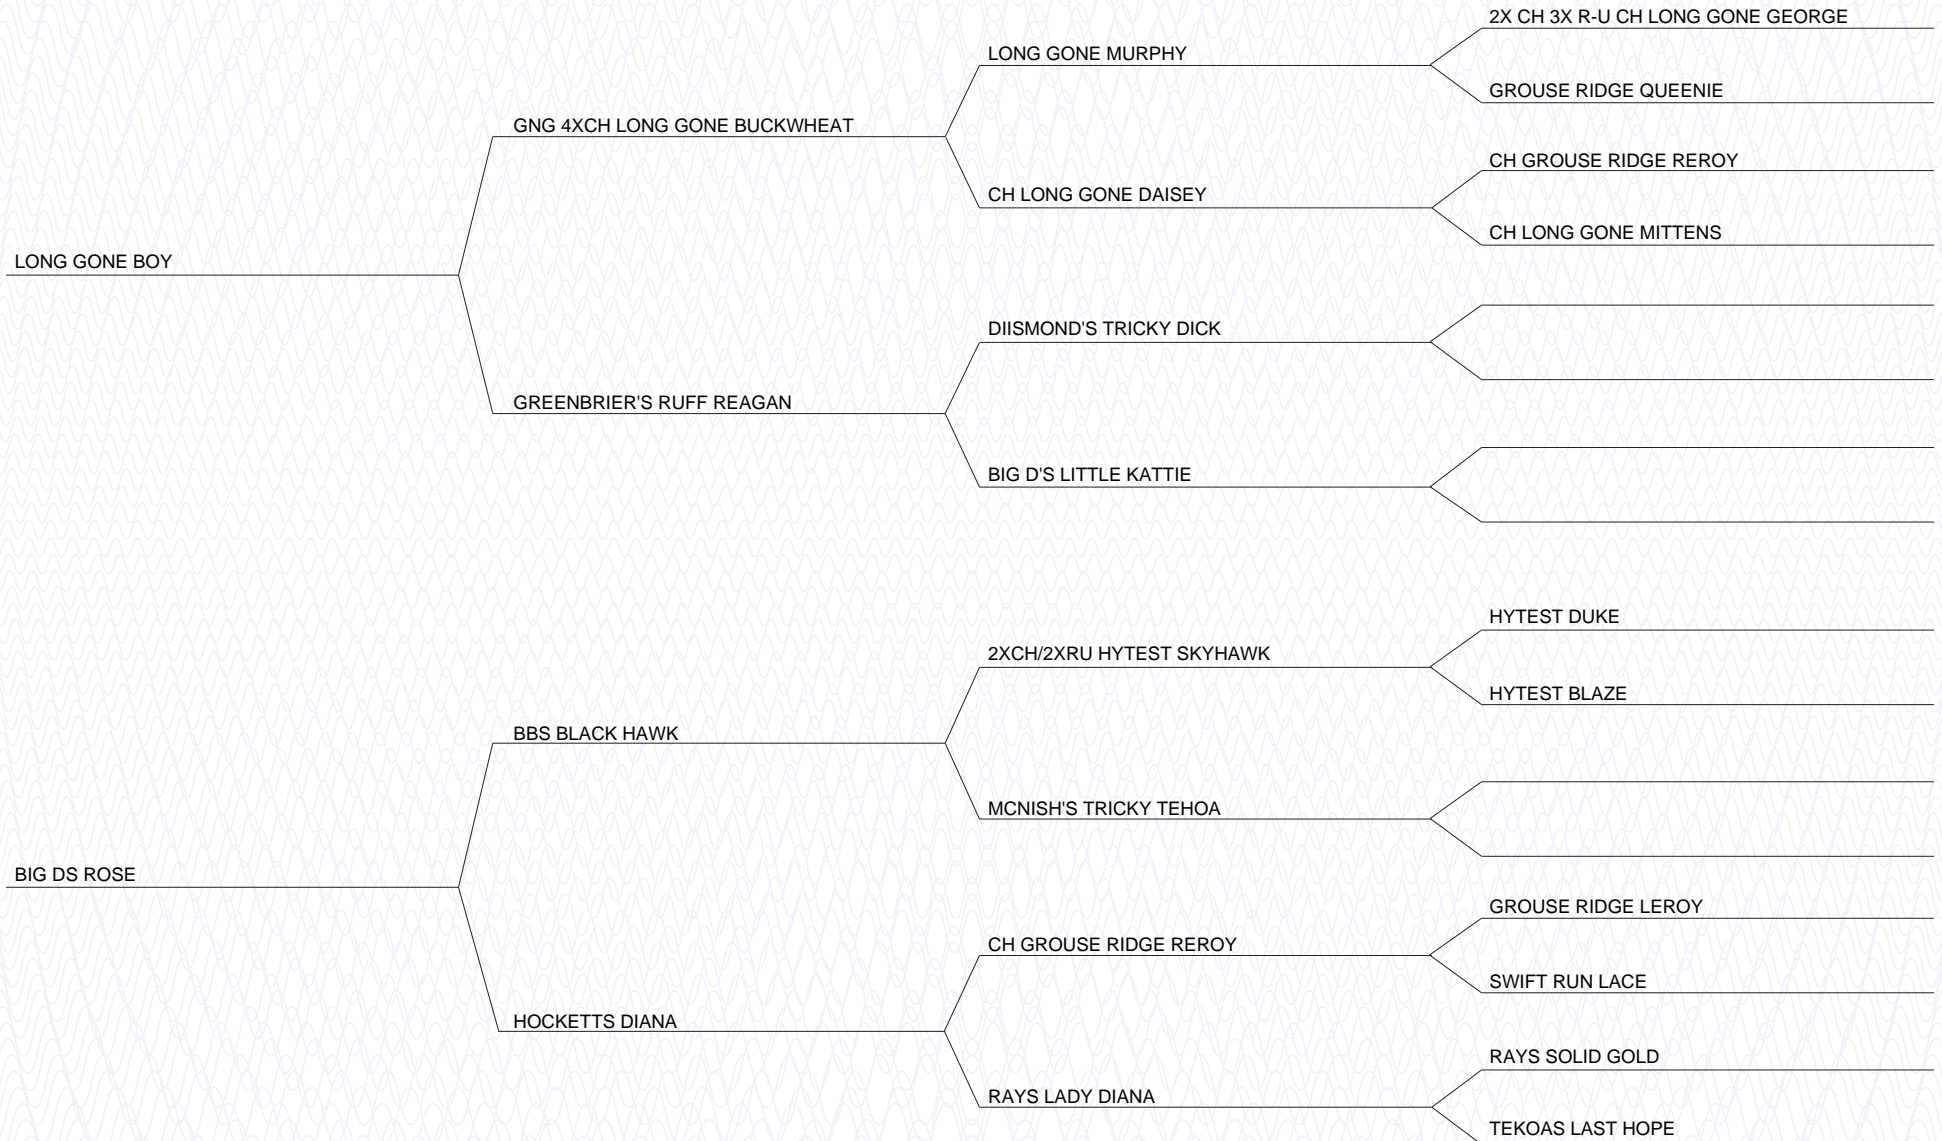 2X CH 3X R-U CH LONG GONE GEORGE
LONG GONE MURPHY
GROUSE RIDGE QUEENIE
GNG 4XCH LONG GONE BUCKWHEAT
CH GROUSE RIDGE REROY
CH LONG GONE DAISEY
CH LONG GONE MITTENS
LONG GONE BOY
DIISMOND'S TRICKY DICK
GREENBRIER'S RUFF REAGAN
BIG D'S LITTLE KATTIE
HYTEST DUKE
2XCH/2XRU HYTEST SKYHAWK
HYTEST BLAZE
BBS BLACK HAWK
MCNISH'S TRICKY TEHOA
BIG DS ROSE
GROUSE RIDGE LEROY
CH GROUSE RIDGE REROY
SWIFT RUN LACE
HOCKETTS DIANA
RAYS SOLID GOLD
RAYS LADY DIANA
TEKOAS LAST HOPE